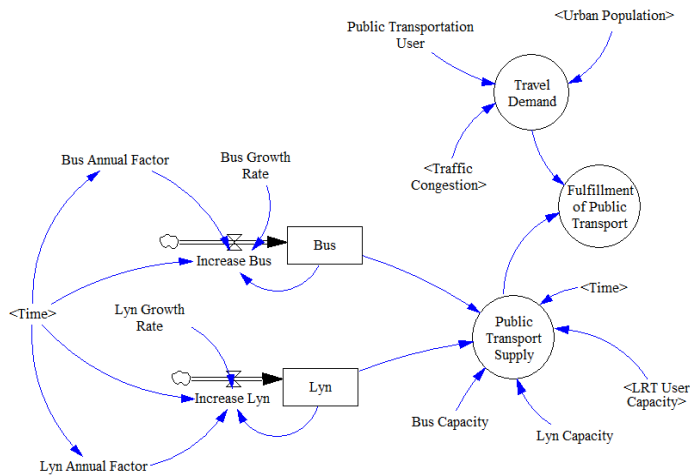 <Urban Population>
Public Transportation
User
Travel
Demand
Bus Annual Factor
Bus Growth
Rate
<Traffic
Congestion>
Fulfillment
of Public
Transport
Bus
Increase Bus
<Time>
<Time>
Lyn Growth
Rate
Public
Transport
Supply
Lyn
Increase Lyn
<LRT User
Capacity>
Bus Capacity
Lyn Capacity
Lyn Annual Factor